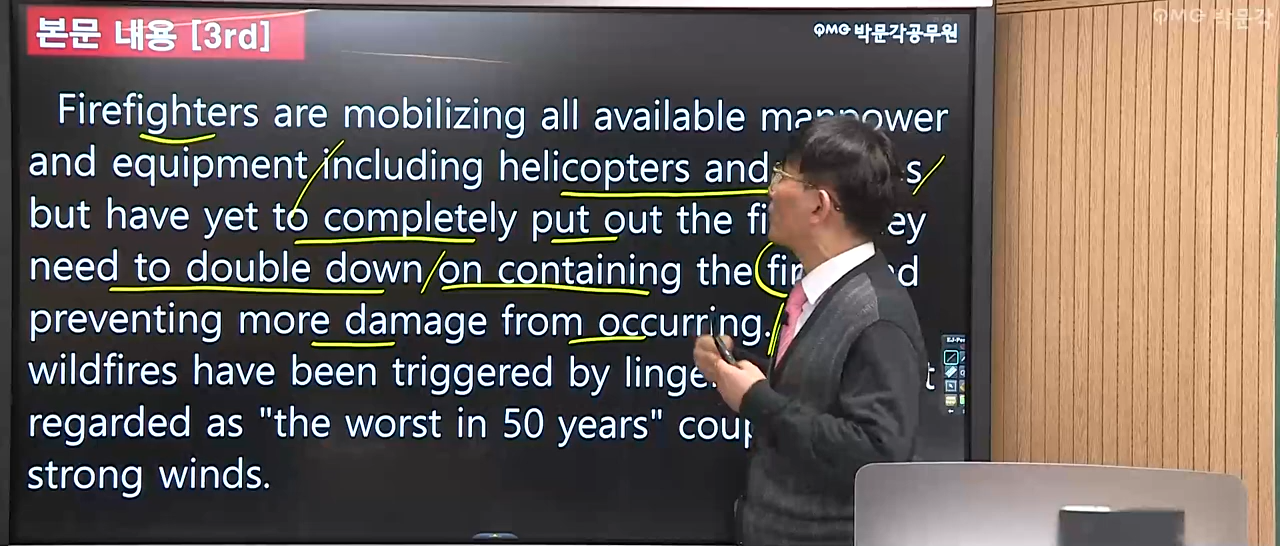 본문 내용 [3rd]
QMG 박문각공무원
QMG 박문각
Firefighters are mobilizing all available manpower
and equipment including helicopters and s
but have yet to completely put out the fi ey
need to double down on containing the fir d
preventing more damage from occurring.
wildfires have been triggered by linge t
regarded as "the worst in 50 years" coup
strong winds.